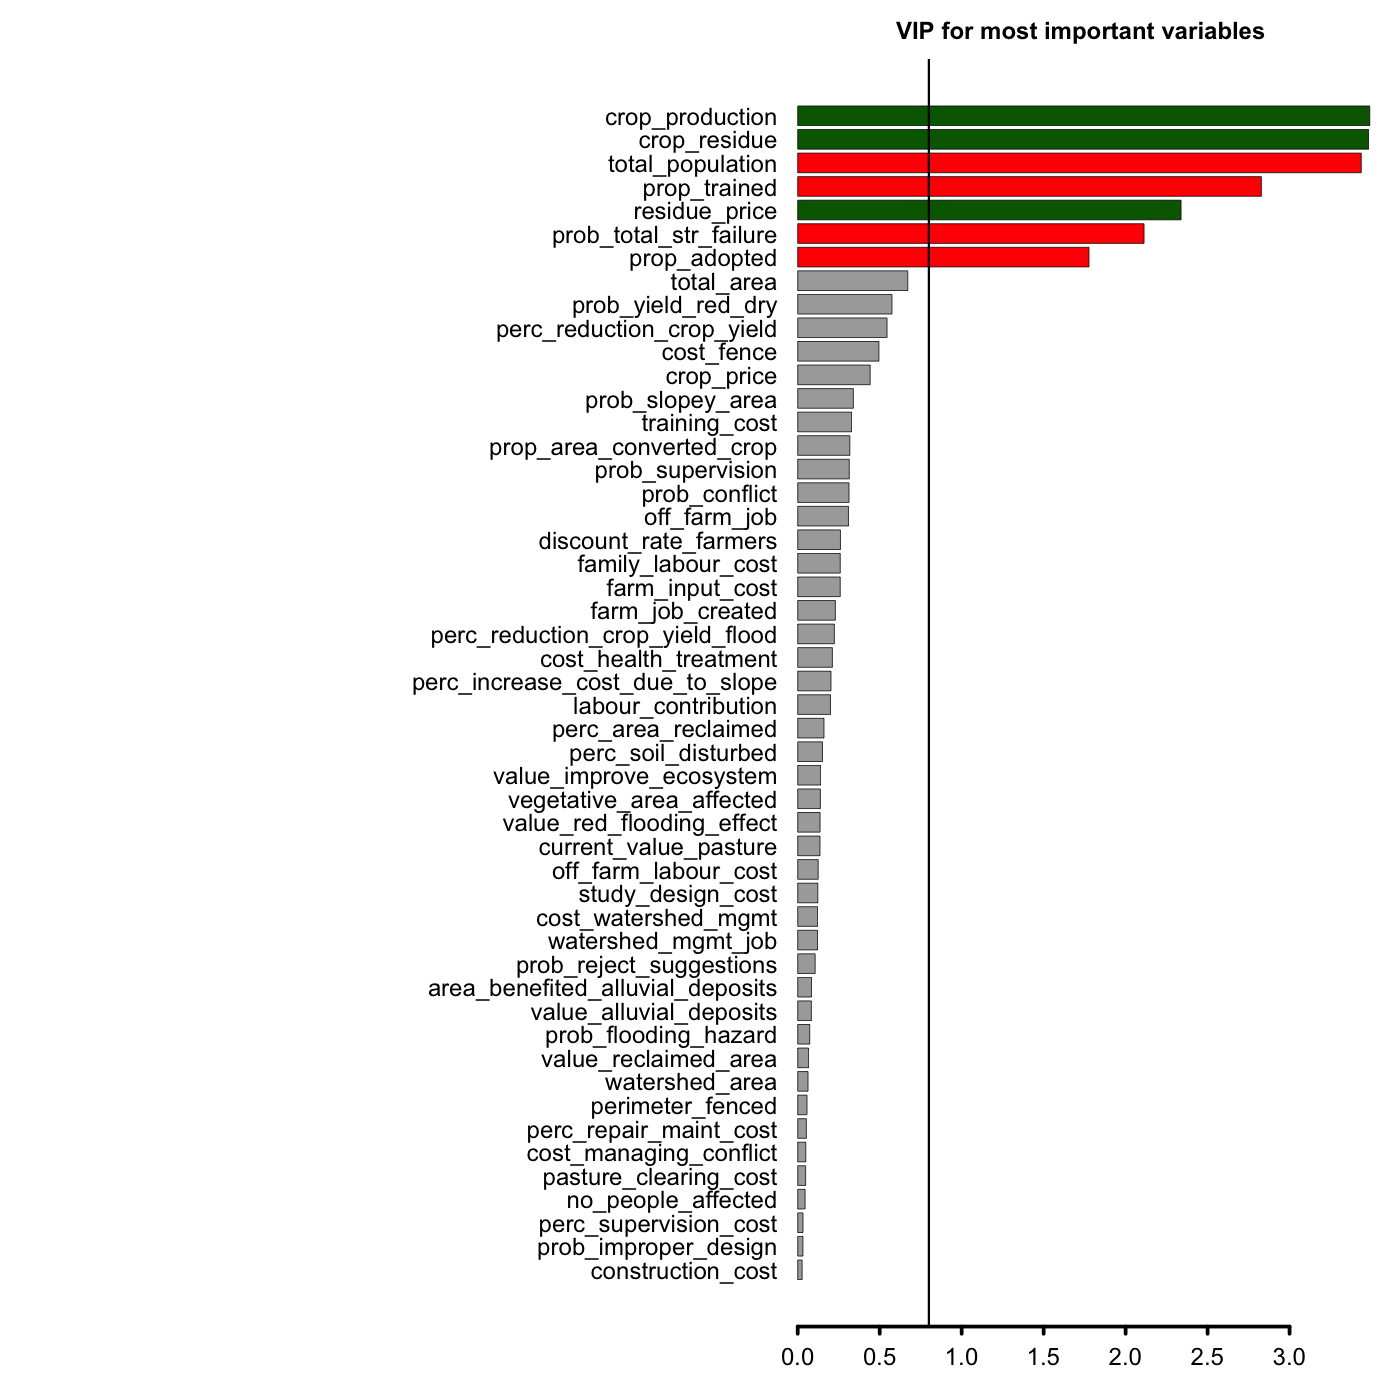 VIP for most important variables
crop_production
crop_residue
total_population
prop_trained
residue_price
prob_total_str_failure
prop_adopted
total_area
prob_yield_red_dry
perc_reduction_crop_yield
cost_fence
crop_price
prob_slopey_area
training_cost
prop_area_converted_crop
prob_supervision
prob_conflict
off_farm_job
discount_rate_farmers
family_labour_cost
farm_input_cost
farm_job_created
perc_reduction_crop_yield_flood
cost_health_treatment
perc_increase_cost_due_to_slope
labour_contribution
perc_area_reclaimed
perc_soil_disturbed
value_improve_ecosystem
vegetative_area_affected
value_red_flooding_effect
current_value_pasture
off_farm_labour_cost
study_design_cost
cost_watershed_mgmt
watershed_mgmt_job
prob_reject_suggestions
area_benefited_alluvial_deposits
value_alluvial_deposits
prob_flooding_hazard
value_reclaimed_area
watershed_area
perimeter_fenced
perc_repair_maint_cost
cost_managing_conflict
pasture_clearing_cost
no_people_affected
perc_supervision_cost
prob_improper_design
construction_cost
0.0 0.5 1.0 1.5 2.0 2.5 3.0